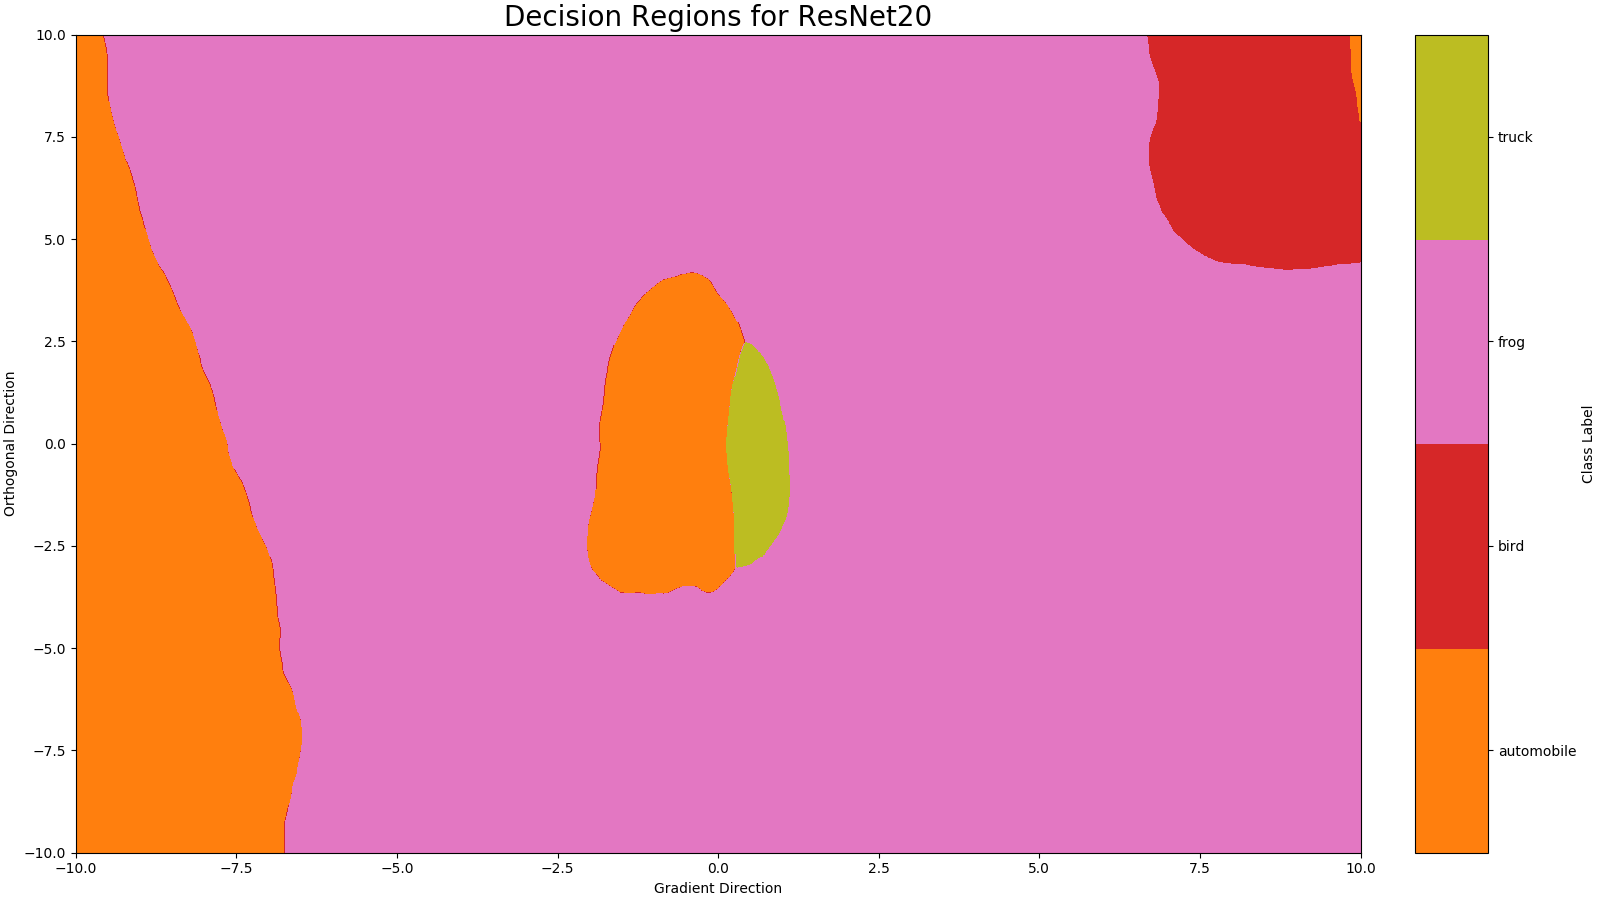 Decision Regions for ResNet20
10.0
7.5
5.0
2.5
0.0
−2.5
−5.0
−7.5
−10.0
Orthogonal Direction
−10.0 −7.5 −5.0 −2.5 0.0 2.5 5.0 7.5 10.0
Gradient Direction
truck
frog
bird
automobile
Class Label